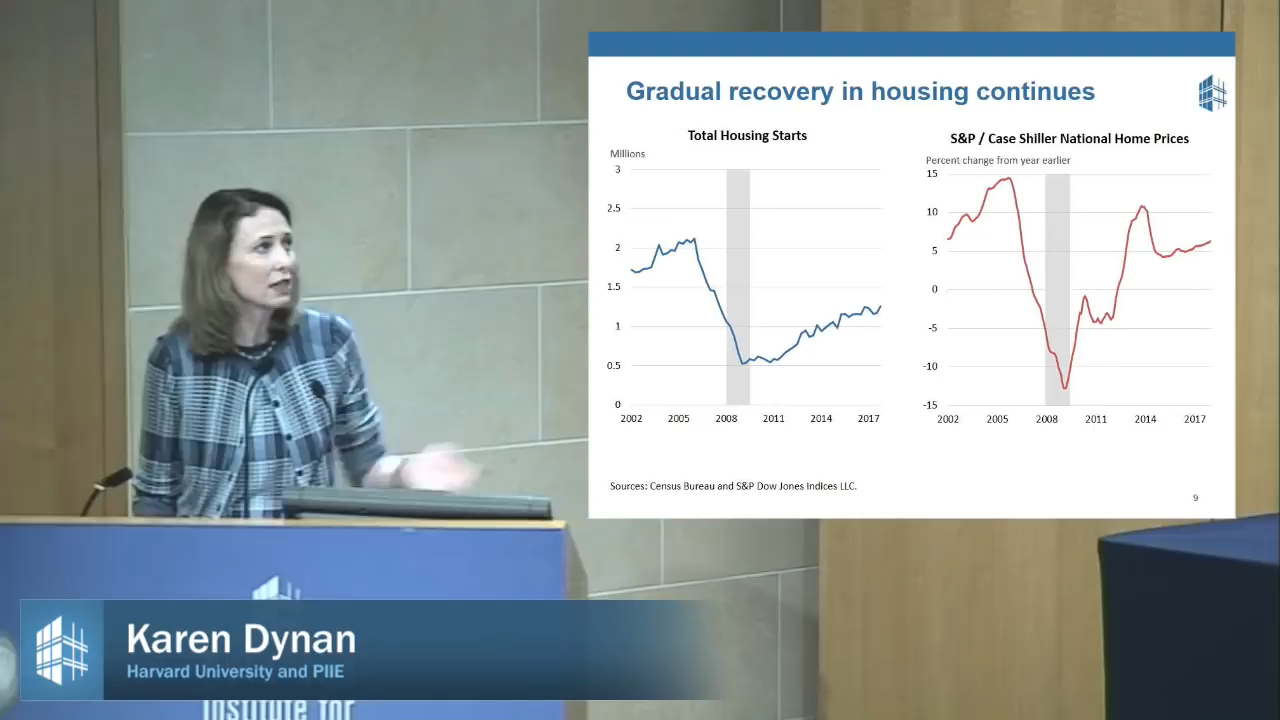 Gradual recovery in housing continues
Total Housing Starts
Millions
3
2.5
2
1.5
1
0.5
0
2002 2005 2008 2011 2014 2017
S&P / Case Shiller National Home Prices
Percent change from year earlier
15
10
5
0
-5
-10
-15
2002 2005 2008 2011 2014 2017
Sources: Census Bureau and S&P Dow Jones Indices LLC.
9
Karen Dynan
Harvard University and PIIE
Institute for